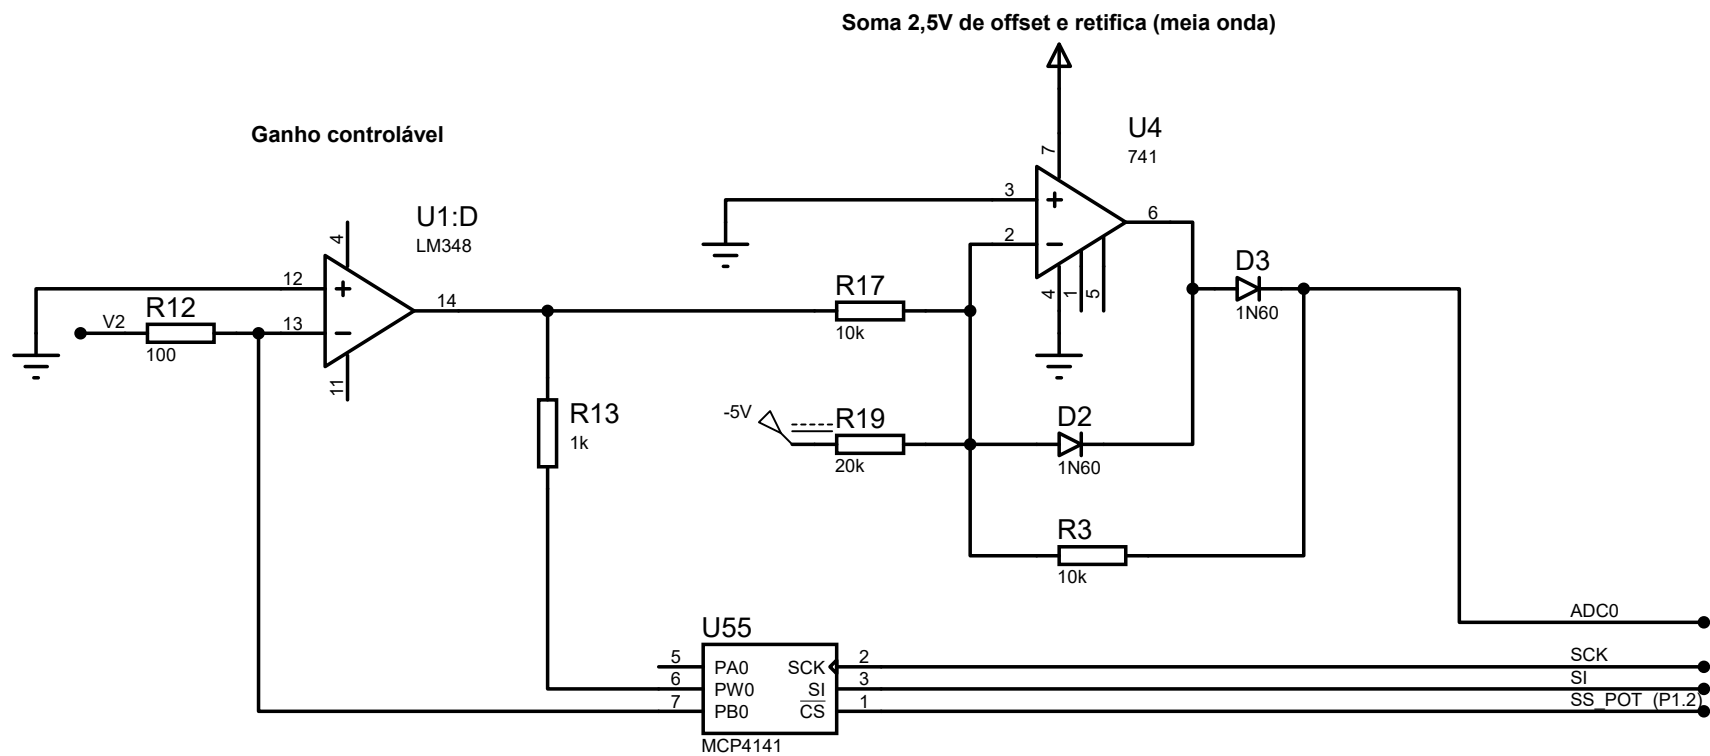 Soma 2,5V de offset e retifica (meia onda)
Ganho controlável
U4
741
7
3
2
6
4
1
5
U1:D
LM348
4
12
13
14
11
V2
R12
100
R17
10k
D3
1N60
R13
1k
-5V
R19
20k
D2
1N60
R3
10k
U55
5
6
7
PA0
PW0
PB0
SCK
SI
CS
2
3
1
MCP4141
ADC0
SCK
SI
SS_POT (P1.2)